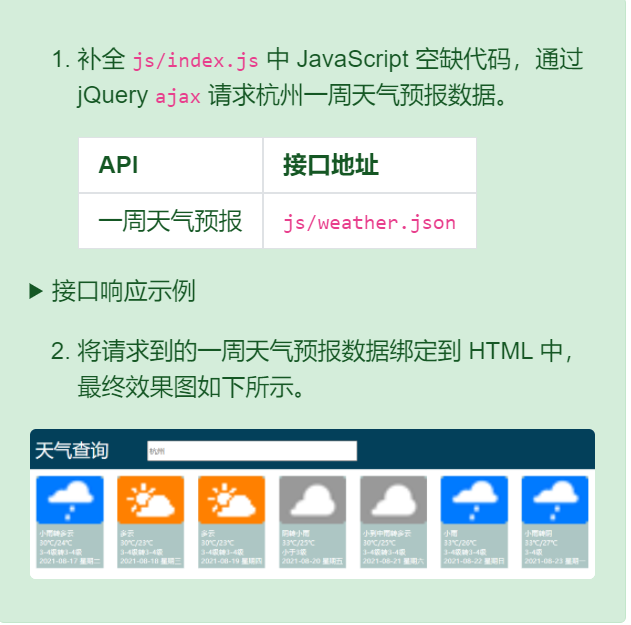 1. 补全 js/index.js 中 JavaScript 空缺代码，通过
jQuery ajax 请求杭州一周天气预报数据。
API 接口地址
一周天气预报 js/weather.json
▶ 接口响应示例
2. 将请求到的一周天气预报数据绑定到 HTML 中，
最终效果图如下所示。
天气查询 杭州
小雨转多云 多云 多云 阴转小雨 小到中雨转多云 小雨 小雨转阴
30℃/24℃ 30℃/23℃ 30℃/23℃ 33℃/25℃ 30℃/25℃ 33℃/26℃ 33℃/27℃
3-4级转3-4级 3-4级转3-4级 3-4级转3-4级 小于3级 3-4级转3-4级 3-4级转3-4级 3-4级
2021-08-17 星期二 2021-08-18 星期三 2021-08-19 星期四 2021-08-20 星期五 2021-08-21 星期六 2021-08-22 星期日 2021-08-23 星期一